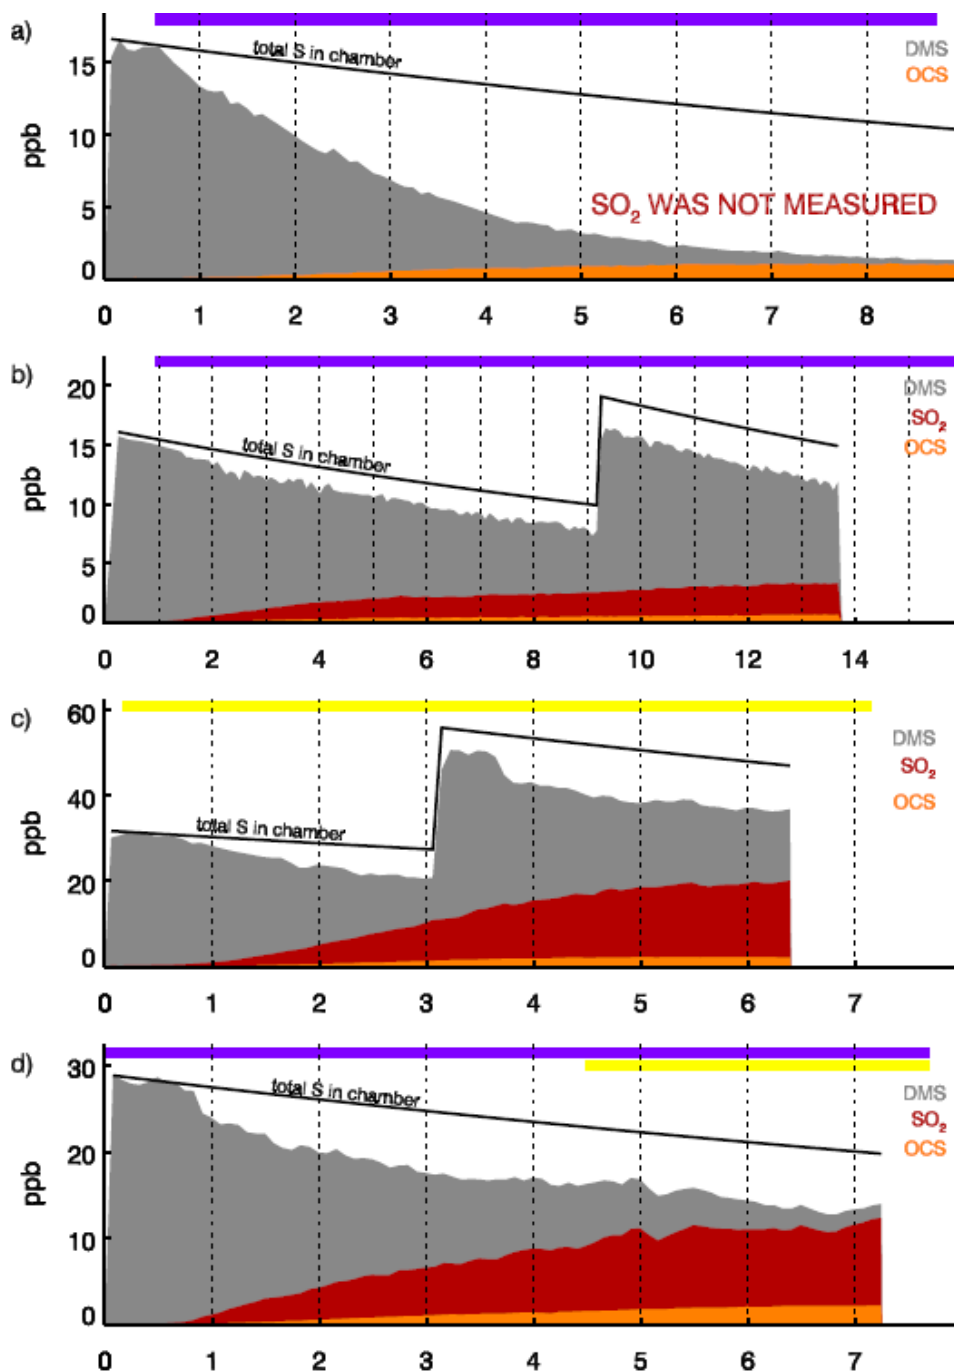 a)
total S in chamber
DMS
OCS
15
10
5
0
ppb
SO₂ WAS NOT MEASURED
0 1 2 3 4 5 6 7 8
b)
20
15
10
5
0
ppb
total S in chamber
DMS
SO₂
OCS
0 2 4 6 8 10 12 14
c)
60
40
20
0
ppb
total S in chamber
DMS
SO₂
OCS
0 1 2 3 4 5 6 7
d)
30
20
10
0
ppb
total S in chamber
DMS
SO₂
OCS
0 1 2 3 4 5 6 7